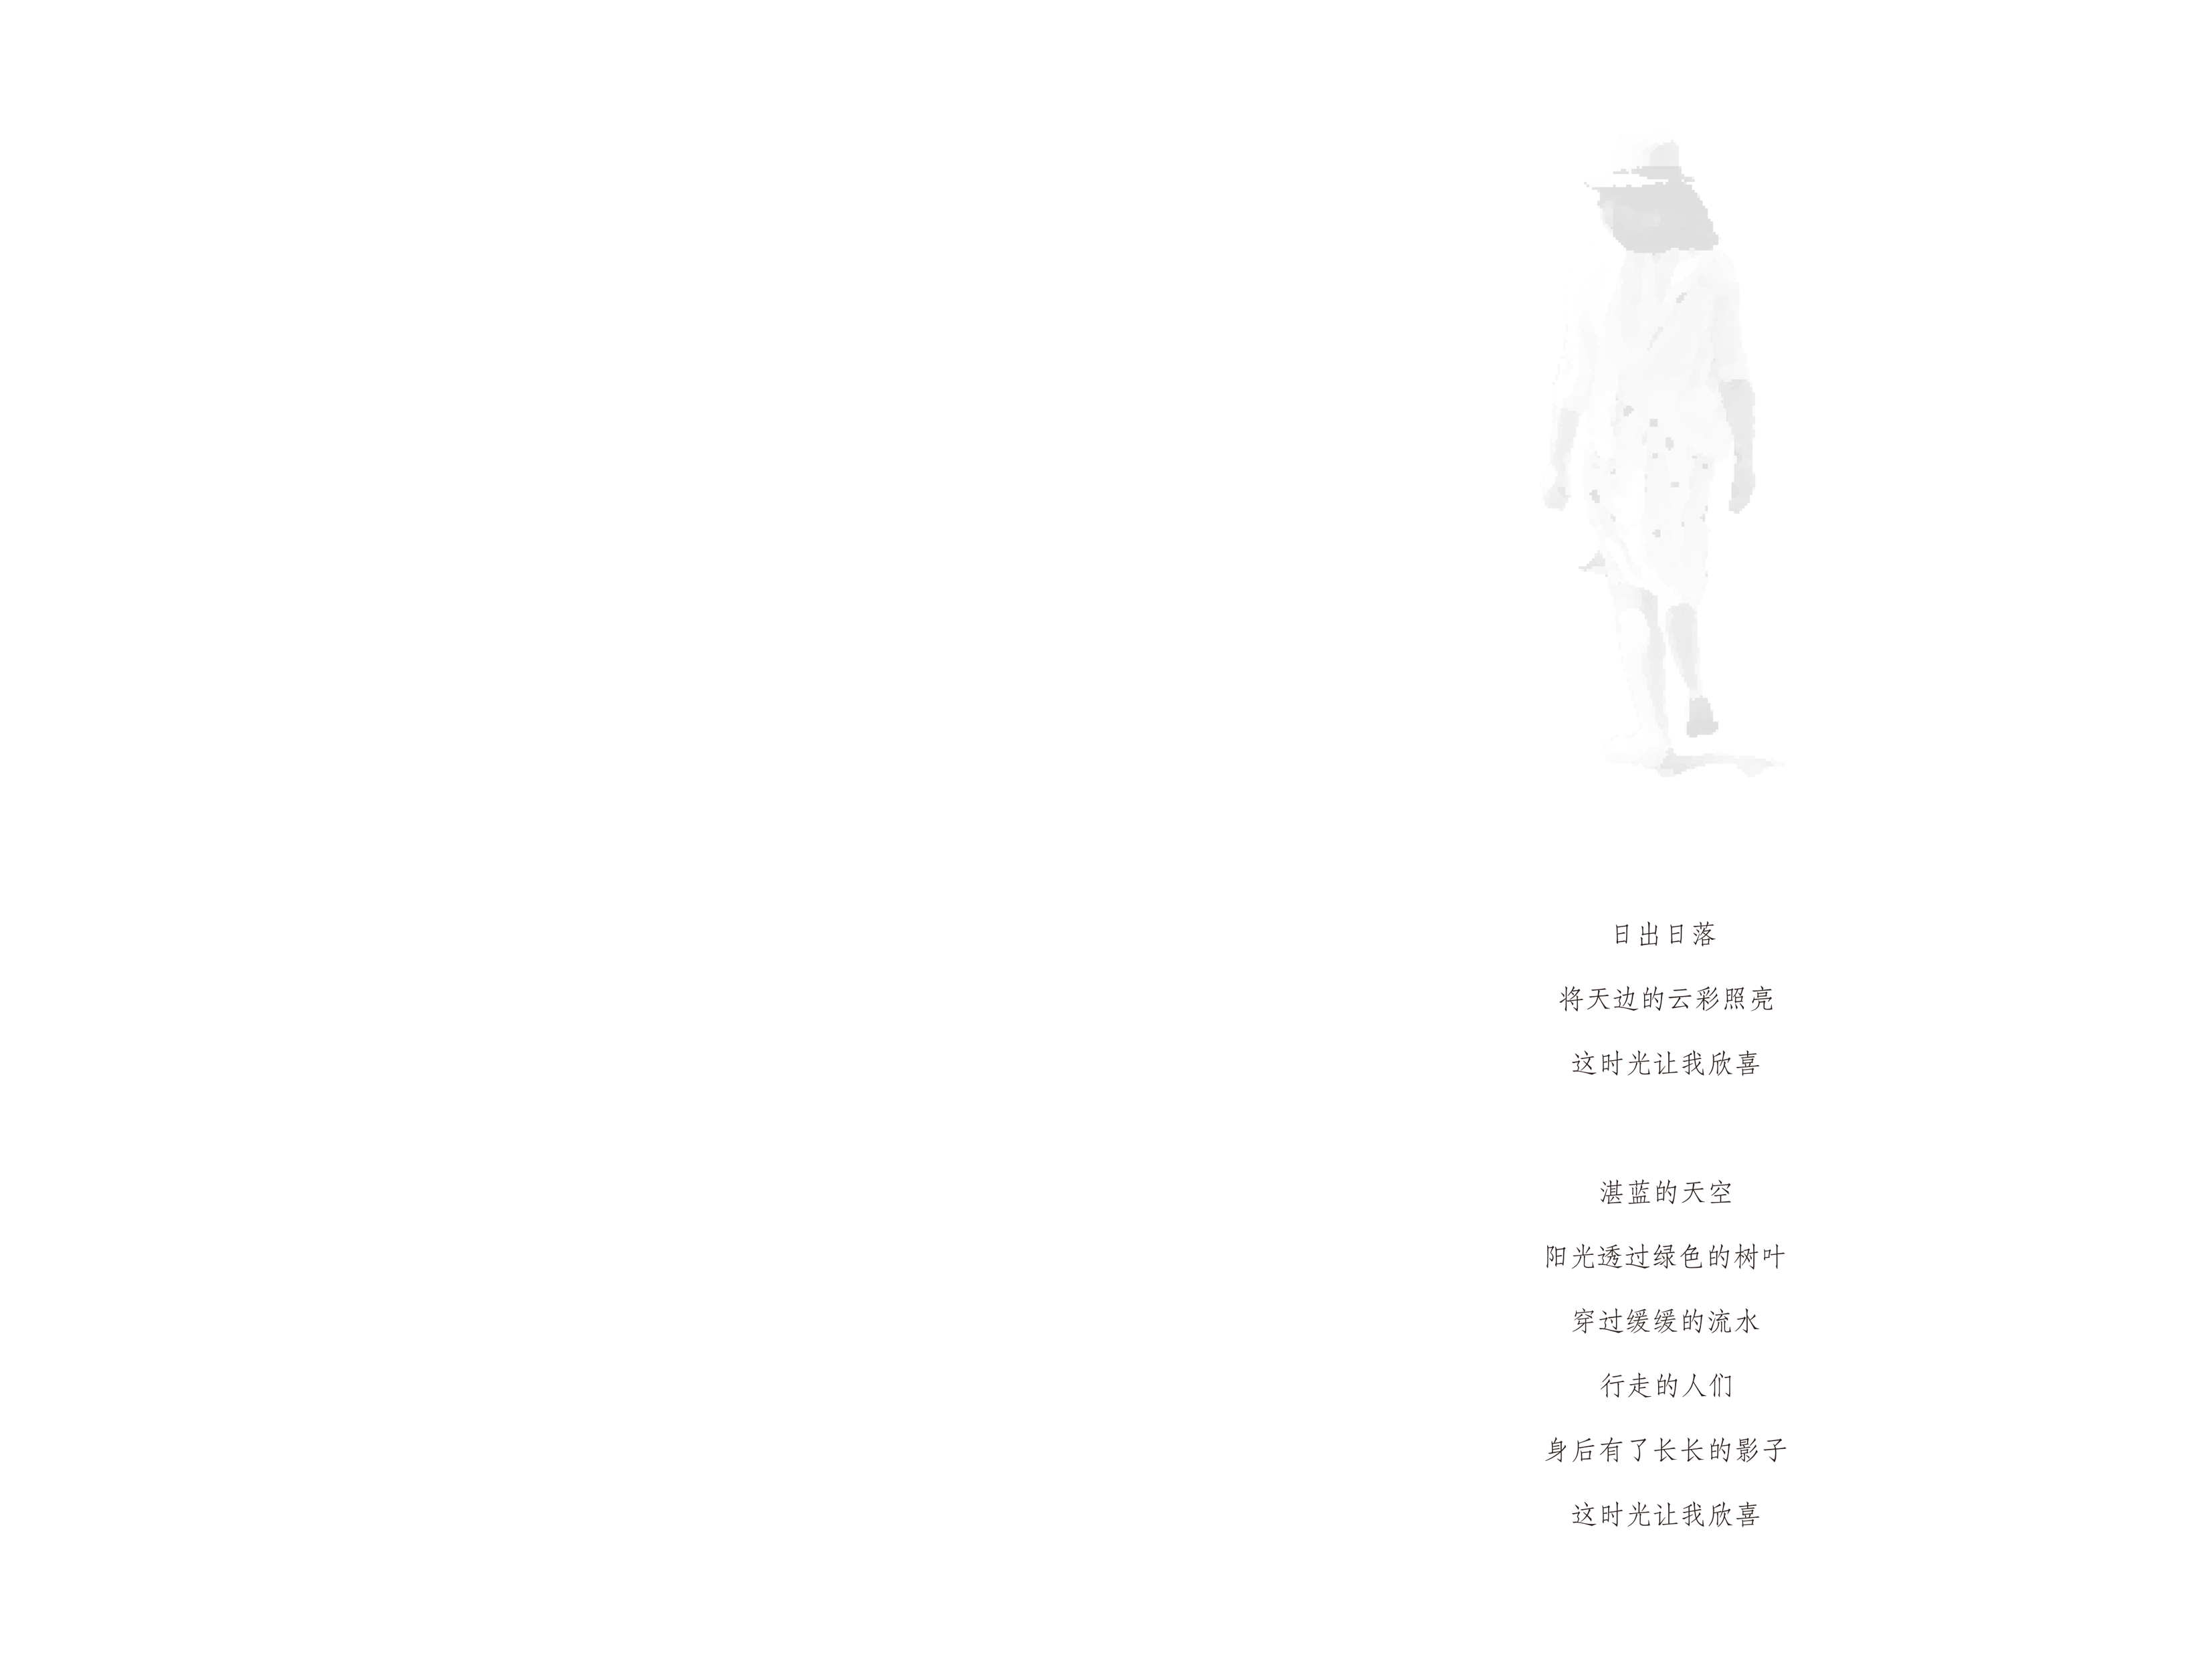 日出日落
将天边的云彩照亮
这时光让我欣喜
湛蓝的天空
阳光透过绿色的树叶
穿过缓缓的流水
行走的人们
身后有了长长的影子
这时光让我欣喜